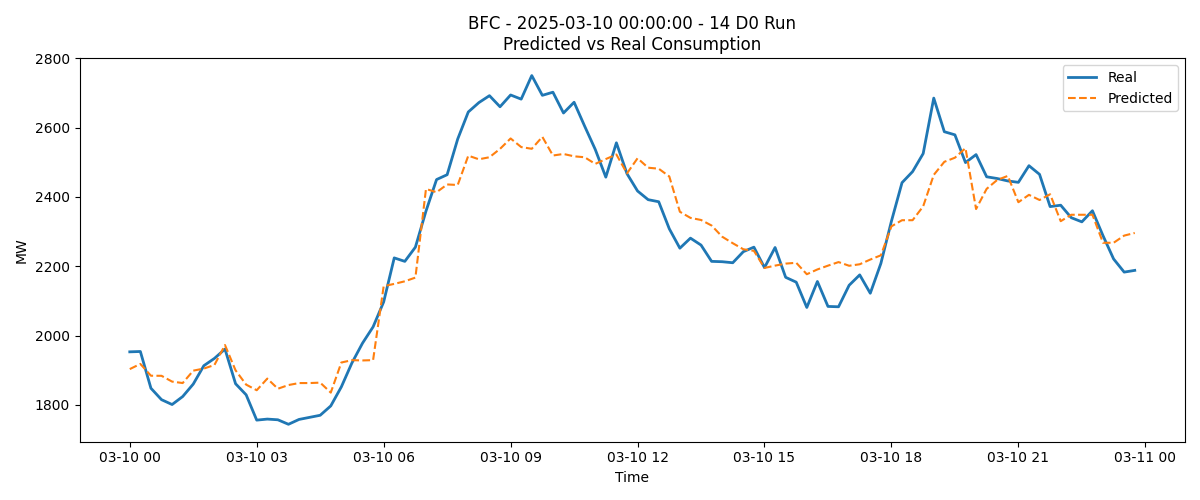 BFC - 2025-03-10 00:00:00 - 14 D0 Run
Predicted vs Real Consumption
Real
Predicted
MW
2800
2600
2400
2200
2000
1800
03-10 00
03-10 03
03-10 06
03-10 09
03-10 12
03-10 15
03-10 18
03-10 21
03-11 00
Time